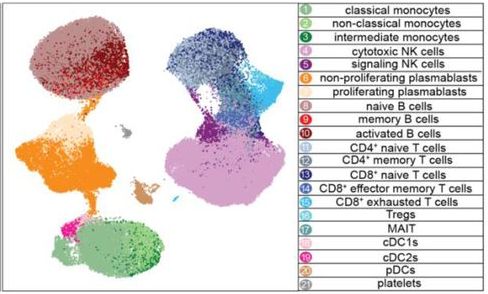 1 classical monocytes
2 non-classical monocytes
3 intermediate monocytes
4 cytotoxic NK cells
5 signaling NK cells
6 non-proliferating plasmablasts
7 proliferating plasmablasts
8 naive B cells
9 memory B cells
10 activated B cells
11 CD4⁺ naive T cells
12 CD4⁺ memory T cells
13 CD8⁺ naive T cells
14 CD8⁺ effector memory T cells
15 CD8⁺ exhausted T cells
16 Tregs
17 MAIT
18 cDC1s
19 cDC2s
20 pDCs
21 platelets